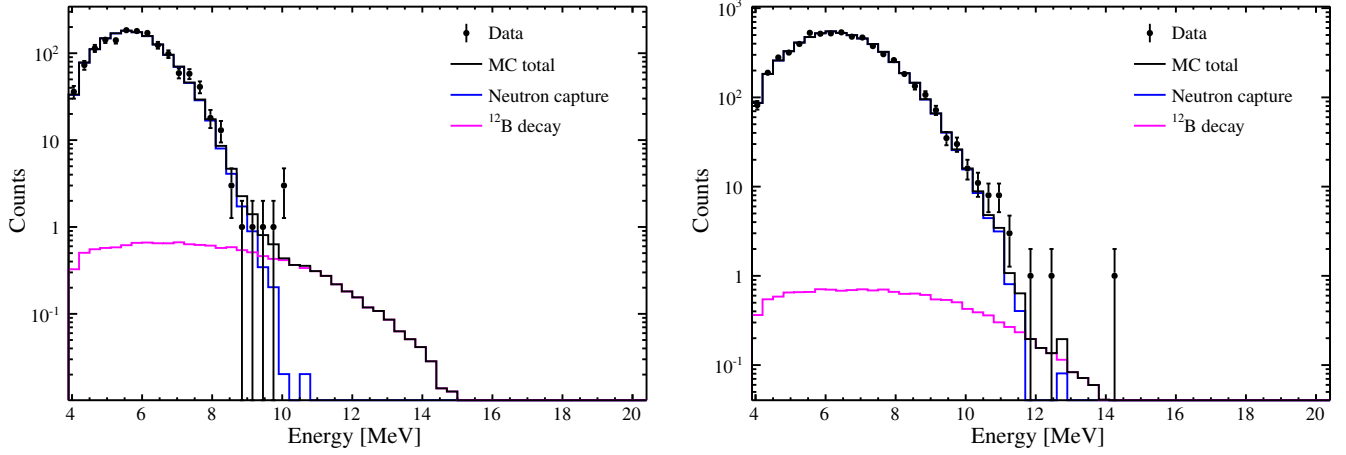 10²
10
1
10⁻¹
Counts
Data
MC total
Neutron capture
¹²B decay
4 6 8 10 12 14 16 18 20
Energy [MeV]
10³
10²
10
1
10⁻¹
Counts
Data
MC total
Neutron capture
¹²B decay
4 6 8 10 12 14 16 18 20
Energy [MeV]